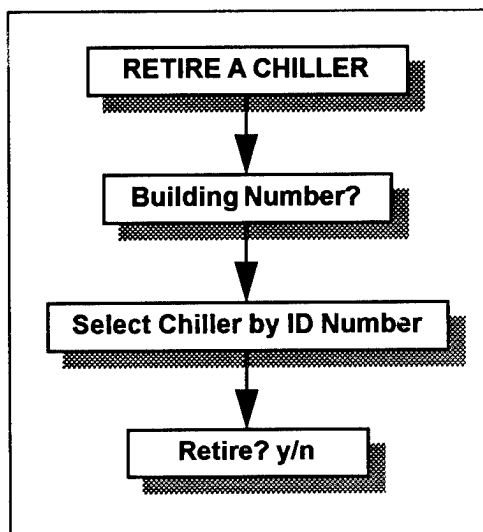 RETIRE A CHILLER
Building Number?
Select Chiller by ID Number
Retire? y/n